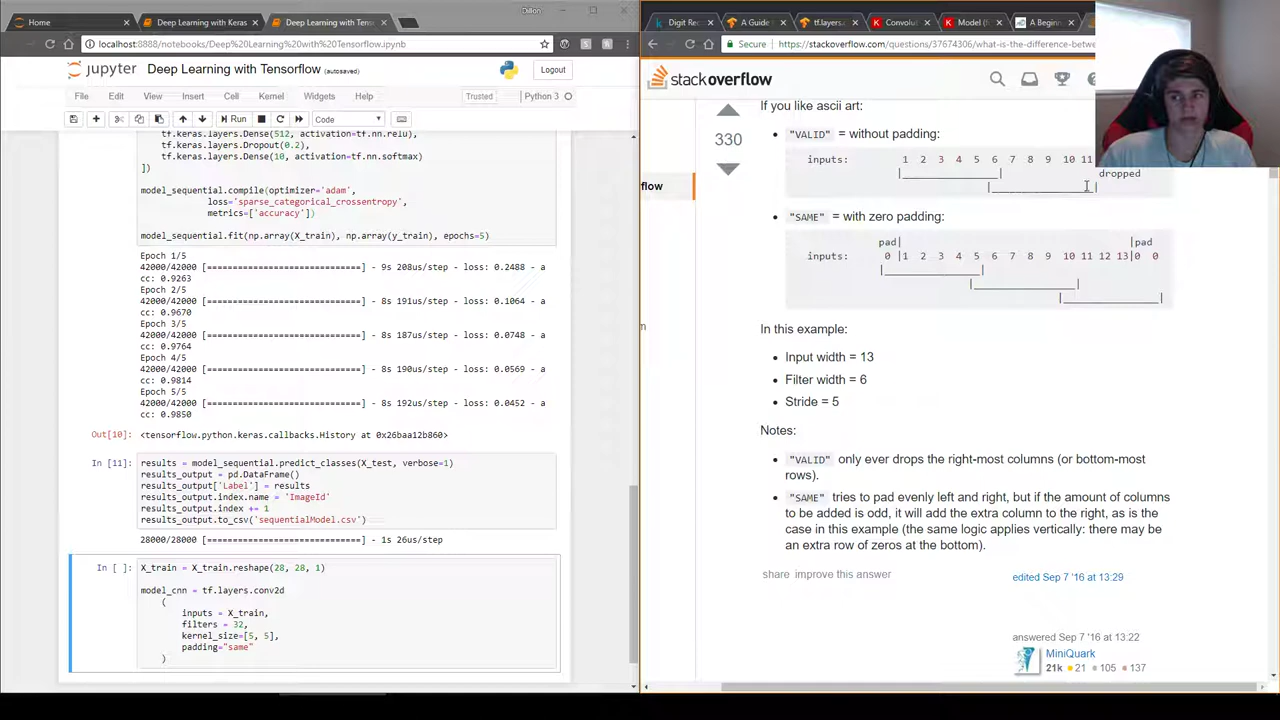 Home
Deep Learning with Keras
Deep Learning with Ten
Dillon
localhost:8888/notebooks/Deep%20Learning%20with%20Tensorflow.ipynb
jupyter Deep Learning with Tensorflow (autosaved)
Logout
File Edit View Insert Cell Kernel Widgets Help
Trusted
Python 3
Run
Code
tf.keras.layers.Dense(512, activation=tf.nn.relu),
tf.keras.layers.Dropout(0.2),
tf.keras.layers.Dense(10, activation=tf.nn.softmax)
])
model_sequential.compile(optimizer='adam',
loss='sparse_categorical_crossentropy',
metrics=['accuracy'])
model_sequential.fit(np.array(X_train), np.array(y_train), epochs=5)
Epoch 1/5
42000/42000 [==============================] - 9s 208us/step - loss: 0.2488 - a
cc: 0.9263
Epoch 2/5
42000/42000 [==============================] - 8s 191us/step - loss: 0.1064 - a
cc: 0.9670
Epoch 3/5
42000/42000 [==============================] - 8s 187us/step - loss: 0.0748 - a
cc: 0.9764
Epoch 4/5
42000/42000 [==============================] - 8s 190us/step - loss: 0.0569 - a
cc: 0.9814
Epoch 5/5
42000/42000 [==============================] - 8s 192us/step - loss: 0.0452 - a
cc: 0.9850
Out[10]: <tensorflow.python.keras.callbacks.History at 0x26baa12b860>
In [11]: results = model_sequential.predict_classes(X_test, verbose=1)
results_output = pd.DataFrame()
results_output['Label'] = results
results_output.index.name = 'ImageId'
results_output.index += 1
results_output.to_csv('sequentialModel.csv')
28000/28000 [==============================] - 1s 26us/step
In [ ]: X_train = X_train.reshape(28, 28, 1)
model_cnn = tf.layers.conv2d
(
inputs = X_train,
filters = 32,
kernel_size=[5, 5],
padding="same"
)
Digit Rec
A Guide
tf.layers.
Convolut
Model (f
A Beginn
Secure
https://stackoverflow.com/questions/37674306/what-is-the-difference-betwe
stackoverflow
flow
m
330
If you like ascii art:
"VALID" = without padding:
inputs: 1 2 3 4 5 6 7 8 9 10 11
|________________|
dropped
|_________________|
"SAME" = with zero padding:
pad| |pad
inputs: 0 |1 2 3 4 5 6 7 8 9 10 11 12 13|0 0
|________________|
|_________________|
|________________|
In this example:
Input width = 13
Filter width = 6
Stride = 5
Notes:
"VALID" only ever drops the right-most columns (or bottom-most
rows).
"SAME" tries to pad evenly left and right, but if the amount of columns
to be added is odd, it will add the extra column to the right, as is the
case in this example (the same logic applies vertically: there may be
an extra row of zeros at the bottom).
share improve this answer
edited Sep 7 '16 at 13:29
answered Sep 7 '16 at 13:22
MiniQuark
21k 21 105 137